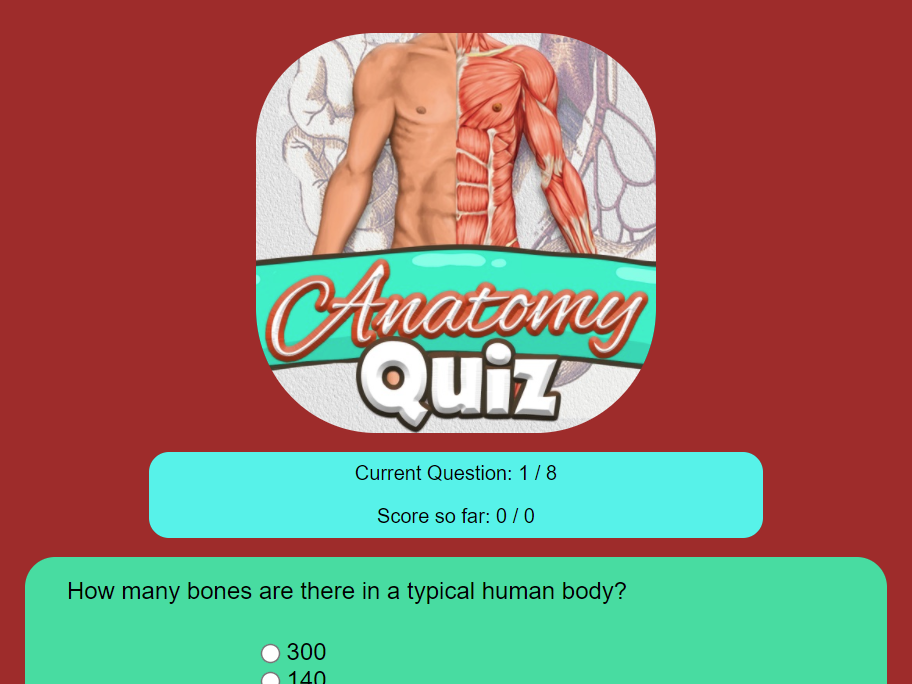 Anatomy
Quiz
Current Question: 1 / 8
Score so far: 0 / 0
How many bones are there in a typical human body?
300
140